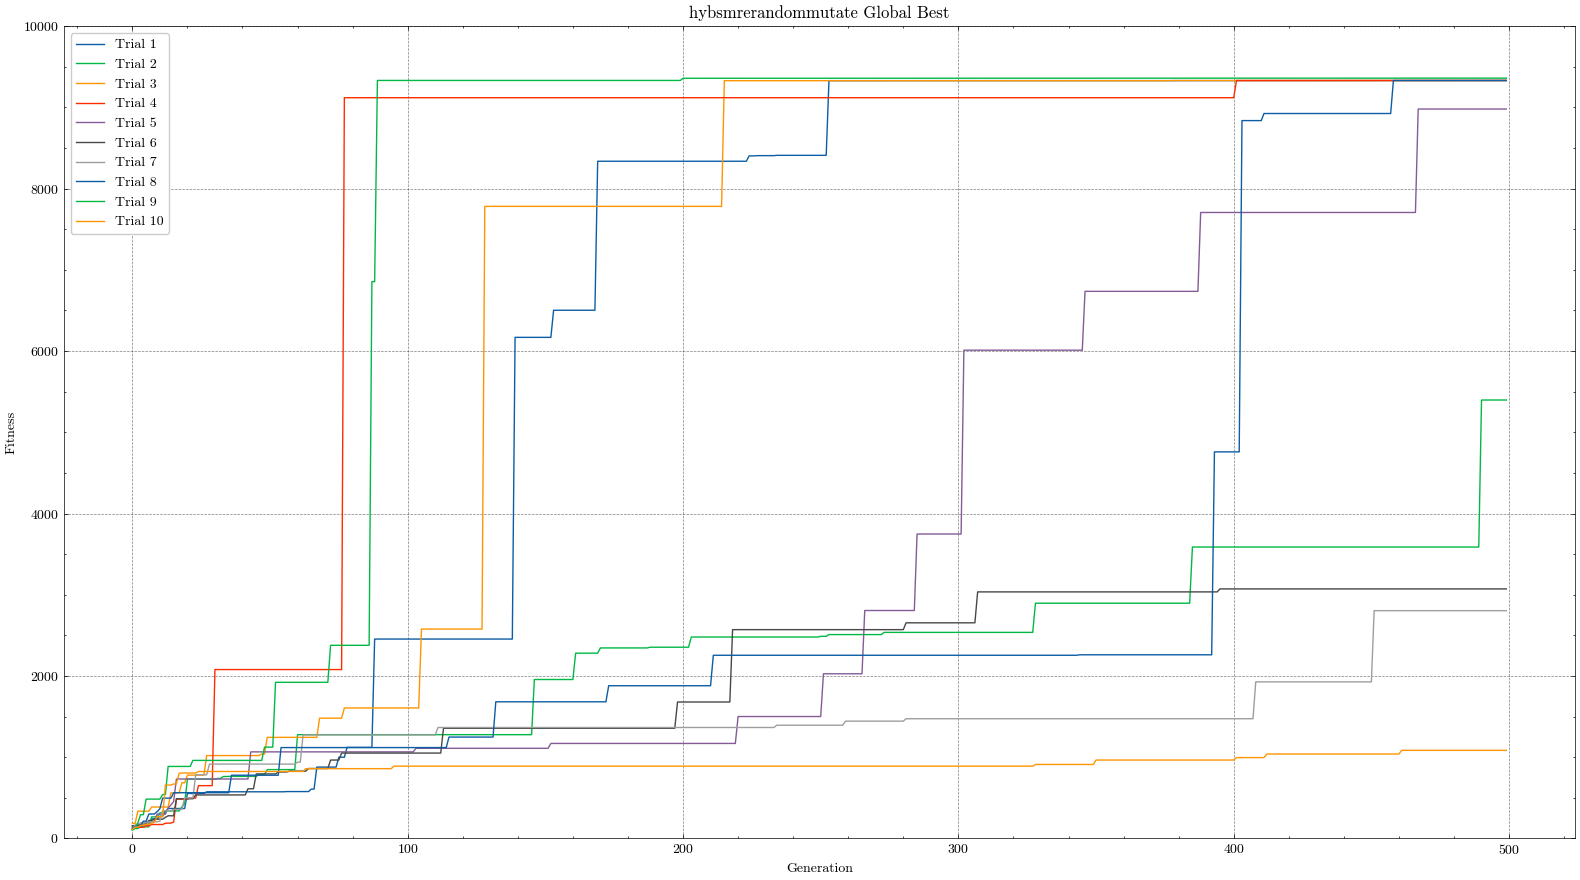 hybsmrerandommutate Global Best
10000
8000
6000
4000
2000
0
Fitness
Trial 1
Trial 2
Trial 3
Trial 4
Trial 5
Trial 6
Trial 7
Trial 8
Trial 9
Trial 10
0 100 200 300 400 500
Generation